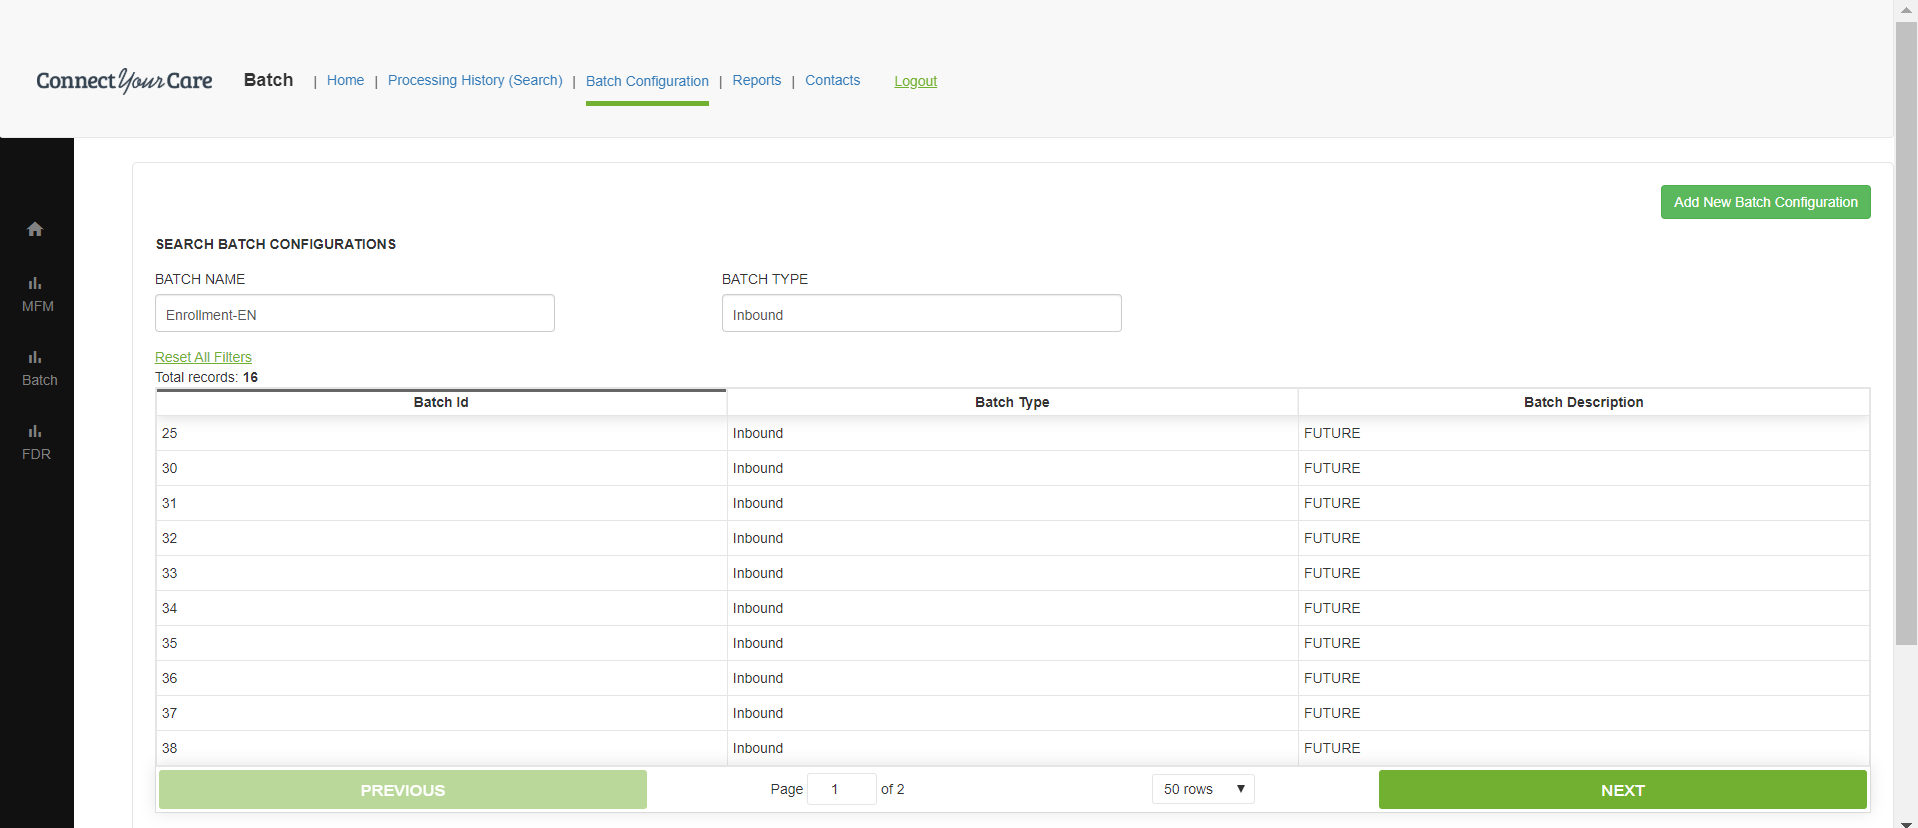 ConnectYourCare Batch | Home | Processing History (Search) | Batch Configuration | Reports | Contacts Logout
MFM
Batch
FDR
Add New Batch Configuration
SEARCH BATCH CONFIGURATIONS
BATCH NAME BATCH TYPE
Enrollment-EN Inbound
Reset All Filters
Total records: 16
Batch Id Batch Type Batch Description
25 Inbound FUTURE
30 Inbound FUTURE
31 Inbound FUTURE
32 Inbound FUTURE
33 Inbound FUTURE
34 Inbound FUTURE
35 Inbound FUTURE
36 Inbound FUTURE
37 Inbound FUTURE
38 Inbound FUTURE
PREVIOUS Page 1 of 2 50 rows NEXT